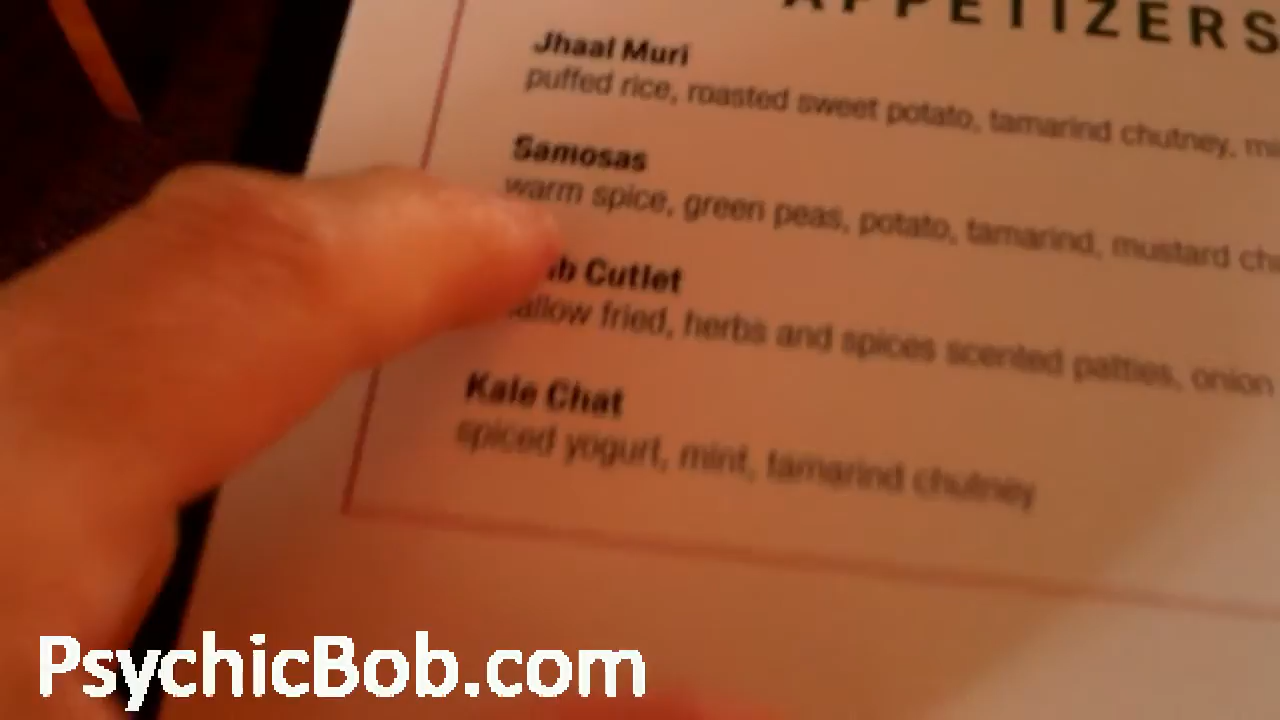 APPETIZERS
Jhaal Muri
puffed rice, roasted sweet potato, tamarind chutney,
Samosas
warm spice, green peas, potato, tamarind, mustard
Cutlet
fried, herbs and spices scented patties, onion
Kale Chat
spiced yogurt, mint, tamarind chutney
PsychicBob.com